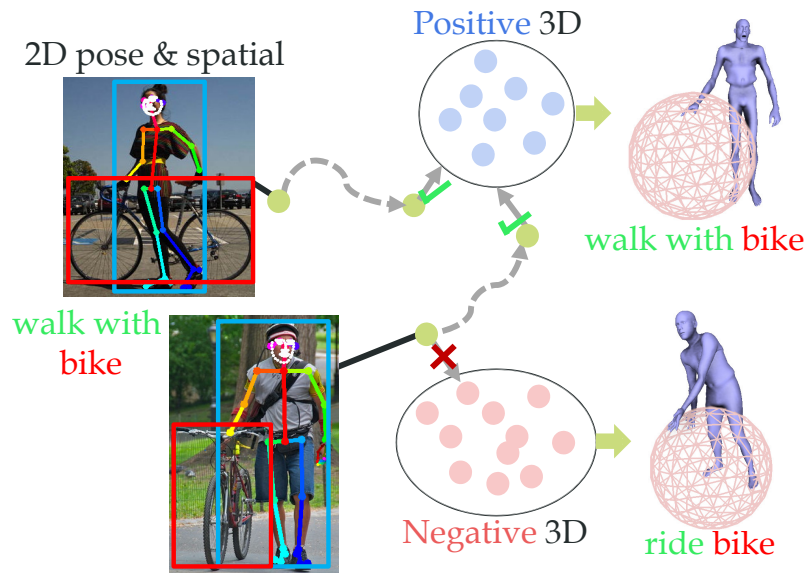 Positive 3D
2D pose & spatial
walk with bike
walk with
bike
Negative 3D
ride bike